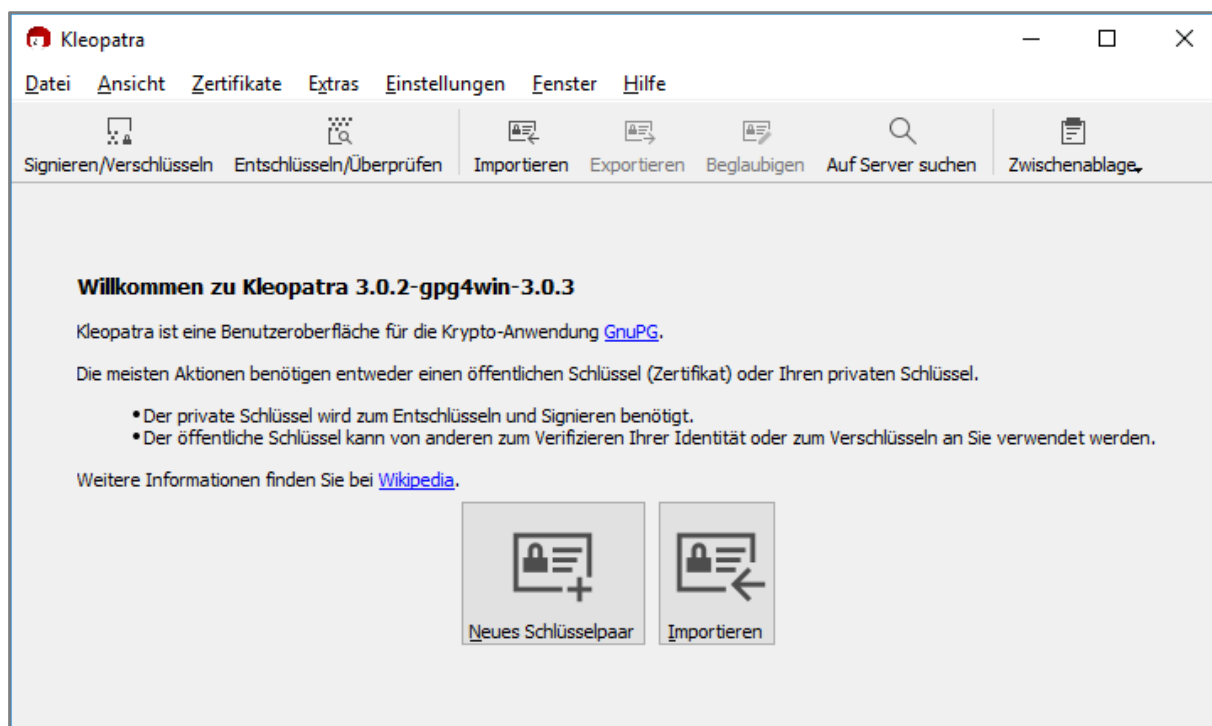 Kleopatra
Datei Ansicht Zertifikate Extras Einstellungen Fenster Hilfe
Signieren/Verschlüsseln Entschlüsseln/Überprüfen Importieren Exportieren Beglaubigen Auf Server suchen Zwischenablage
Willkommen zu Kleopatra 3.0.2-gpg4win-3.0.3
Kleopatra ist eine Benutzeroberfläche für die Krypto-Anwendung GnuPG.
Die meisten Aktionen benötigen entweder einen öffentlichen Schlüssel (Zertifikat) oder Ihren privaten Schlüssel.
•Der private Schlüssel wird zum Entschlüsseln und Signieren benötigt.
•Der öffentliche Schlüssel kann von anderen zum Verifizieren Ihrer Identität oder zum Verschlüsseln an Sie verwendet werden.
Weitere Informationen finden Sie bei Wikipedia.
Neues Schlüsselpaar Importieren